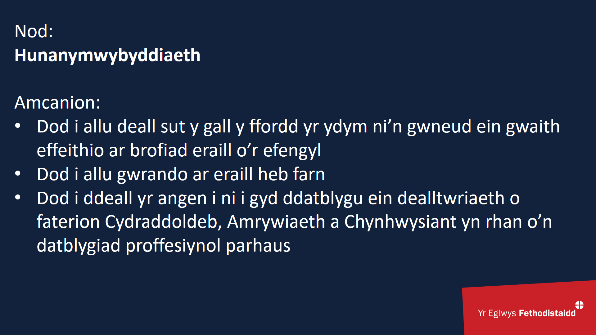 Nod:
Hunanymwybyddiaeth
Amcanion:
• Dod i allu deall sut y gall y ffordd yr ydym ni'n gwneud ein gwaith
effeithio ar brofiad eraill o'r efengyl
• Dod i allu gwrando ar eraill heb farn
• Dod i ddeall yr angen i ni i gyd ddatblygu ein dealltwriaeth o
faterion Cydraddoldeb, Amrywiaeth a Chynhwysiant yn rhan o'n
datblygiad proffesiynol parhaus
Yr Eglwys Fethodistaidd